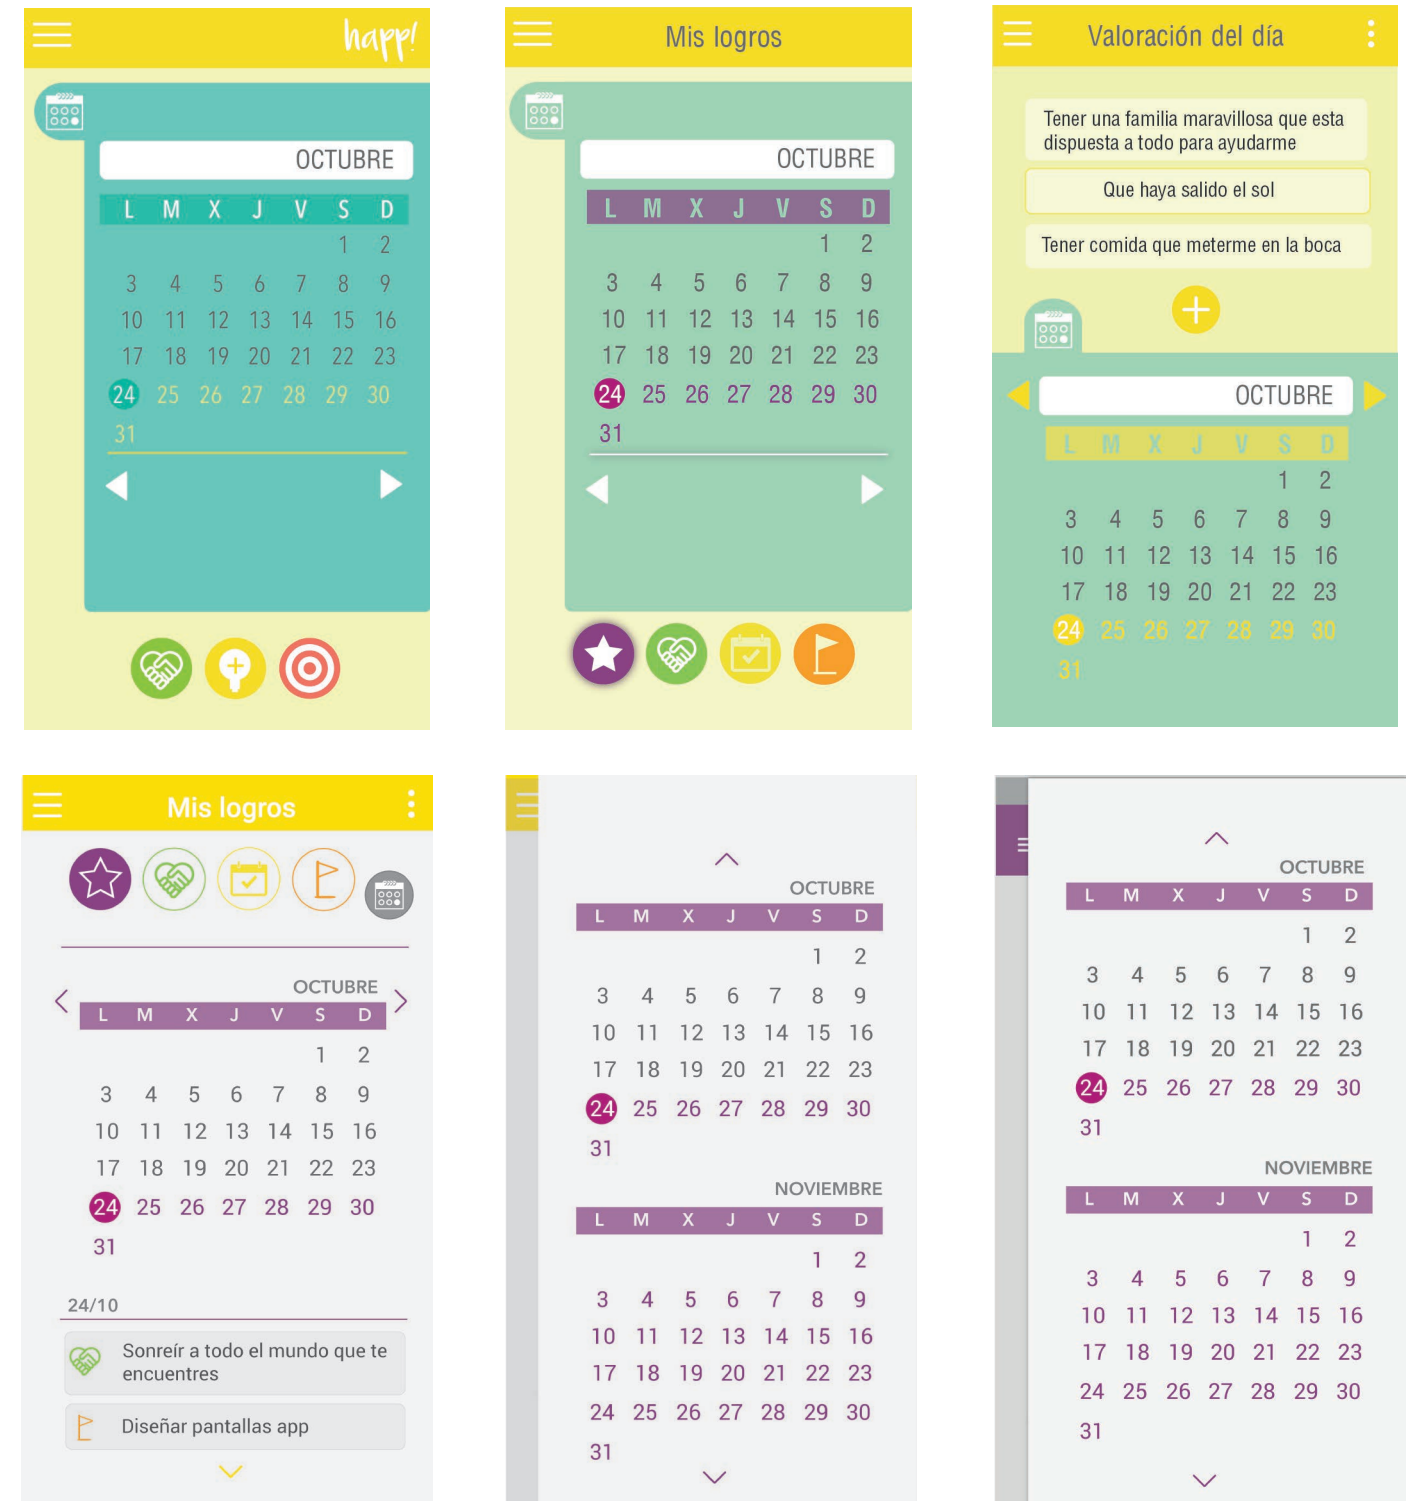 happ!
OCTUBRE
L M X J V S D
1 2
3 4 5 6 7 8 9
10 11 12 13 14 15 16
17 18 19 20 21 22 23
24 25 26 27 28 29 30
31
Mis logros
OCTUBRE
L M X J V S D
1 2
3 4 5 6 7 8 9
10 11 12 13 14 15 16
17 18 19 20 21 22 23
24 25 26 27 28 29 30
31
Valoración del día
Tener una familia maravillosa que esta
dispuesta a todo para ayudarme
Que haya salido el sol
Tener comida que meterme en la boca
OCTUBRE
L M X J V S D
1 2
3 4 5 6 7 8 9
10 11 12 13 14 15 16
17 18 19 20 21 22 23
24 25 26 27 28 29 30
31
Mis logros
OCTUBRE
L M X J V S D
1 2
3 4 5 6 7 8 9
10 11 12 13 14 15 16
17 18 19 20 21 22 23
24 25 26 27 28 29 30
31
24/10
Sonreír a todo el mundo que te
encuentres
Diseñar pantallas app
OCTUBRE
L M X J V S D
1 2
3 4 5 6 7 8 9
10 11 12 13 14 15 16
17 18 19 20 21 22 23
24 25 26 27 28 29 30
31
NOVIEMBRE
L M X J V S D
1 2
3 4 5 6 7 8 9
10 11 12 13 14 15 16
17 18 19 20 21 22 23
24 25 26 27 28 29 30
31
OCTUBRE
L M X J V S D
1 2
3 4 5 6 7 8 9
10 11 12 13 14 15 16
17 18 19 20 21 22 23
24 25 26 27 28 29 30
31
NOVIEMBRE
L M X J V S D
1 2
3 4 5 6 7 8 9
10 11 12 13 14 15 16
17 18 19 20 21 22 23
24 25 26 27 28 29 30
31